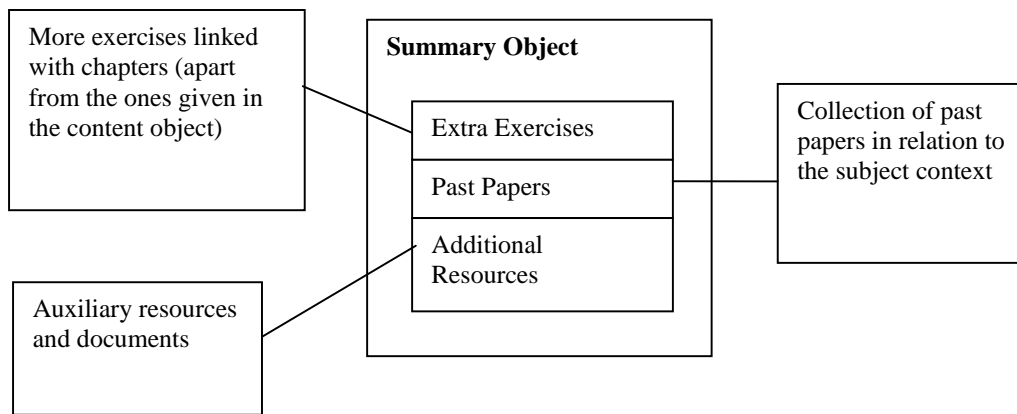 More exercises linked
with chapters (apart
from the ones given in
the content object)
Summary Object
Extra Exercises
Past Papers
Additional
Resources
Collection of past
papers in relation to
the subject context
Auxiliary resources
and documents